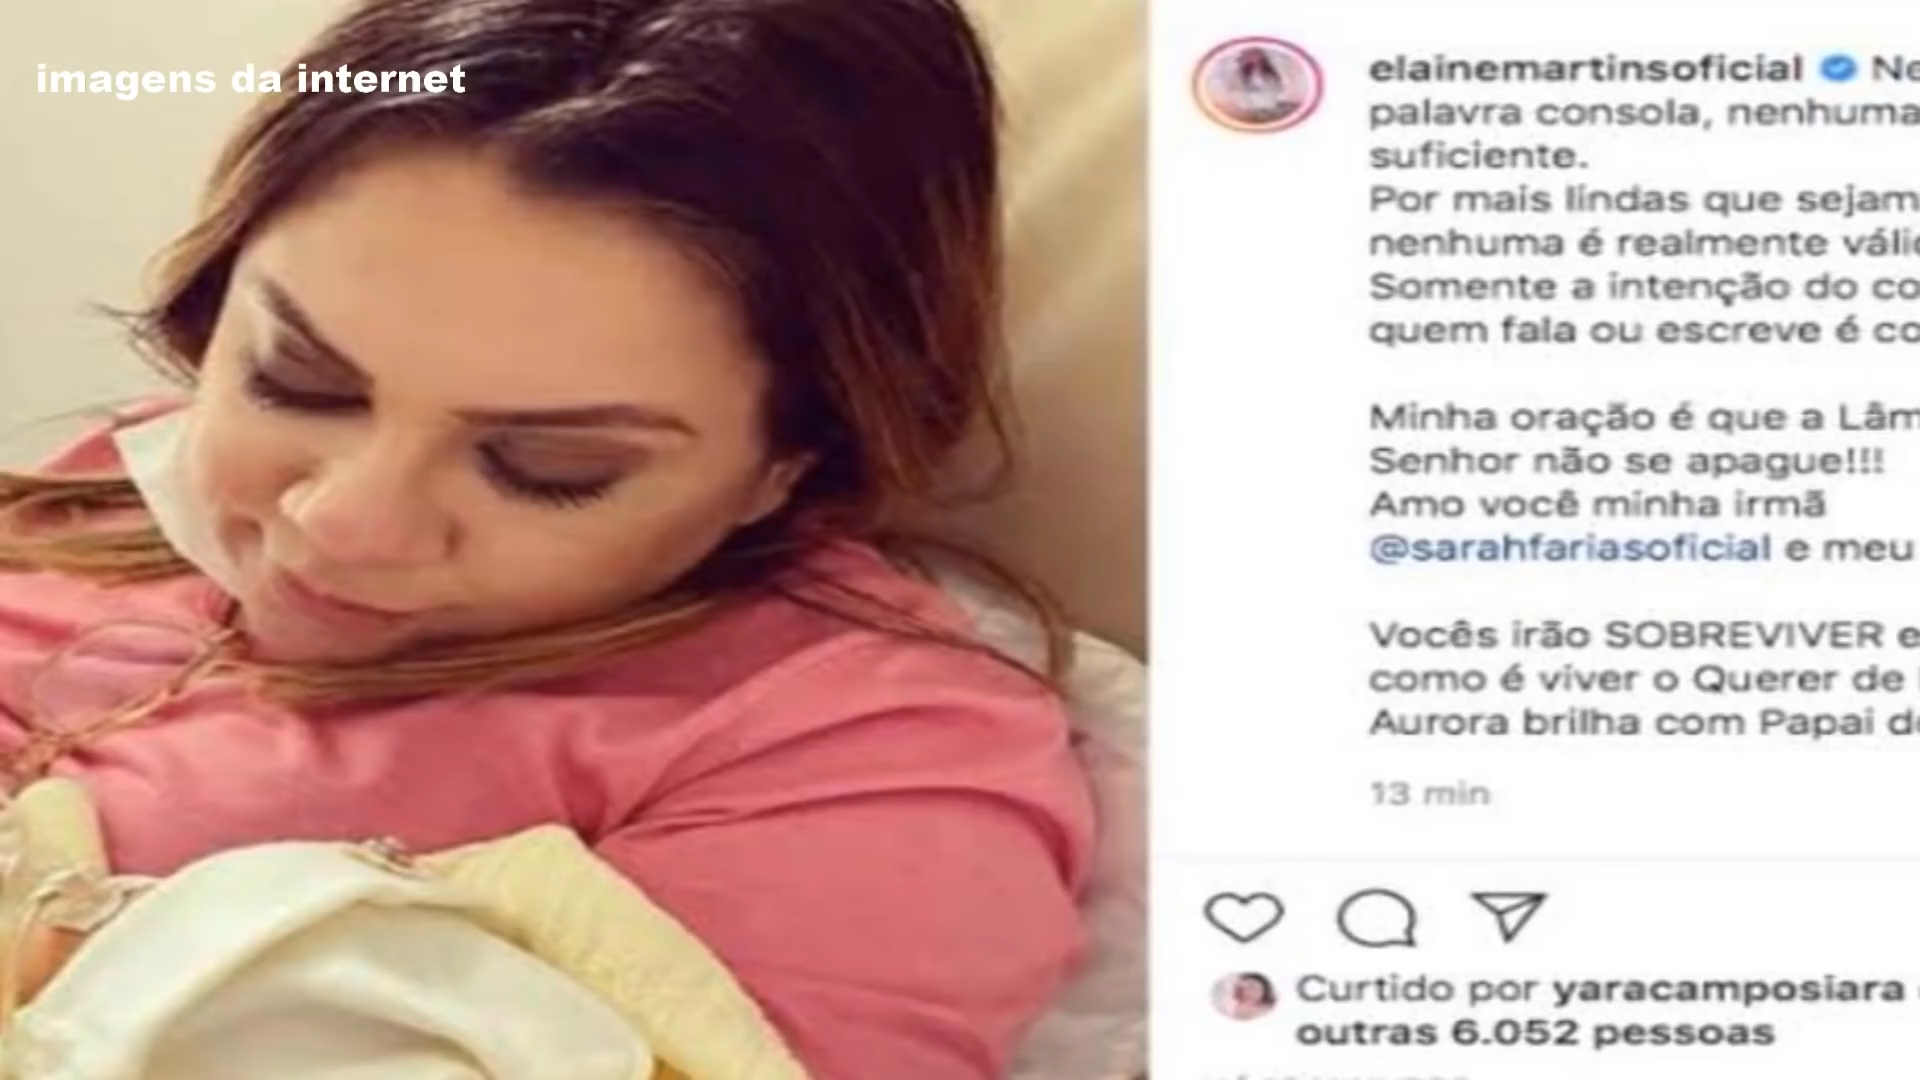 imagens da internet
elainemartinsoficial Ne
palavra consola, nenhuma
suficiente.
Por mais lindas que sejam
nenhuma é realmente váli
Somente a intenção do co
quem fala ou escreve é co
Minha oração é que a Lâm
Senhor não se apague!!!
Amo você minha irmã
@sarahfariasoficial e meu
Vocês irão SOBREVIVER e
como é viver o Querer de
Aurora brilha com Papai d
13 min
Curtido por yaracamposiara
outras 6.052 pessoas